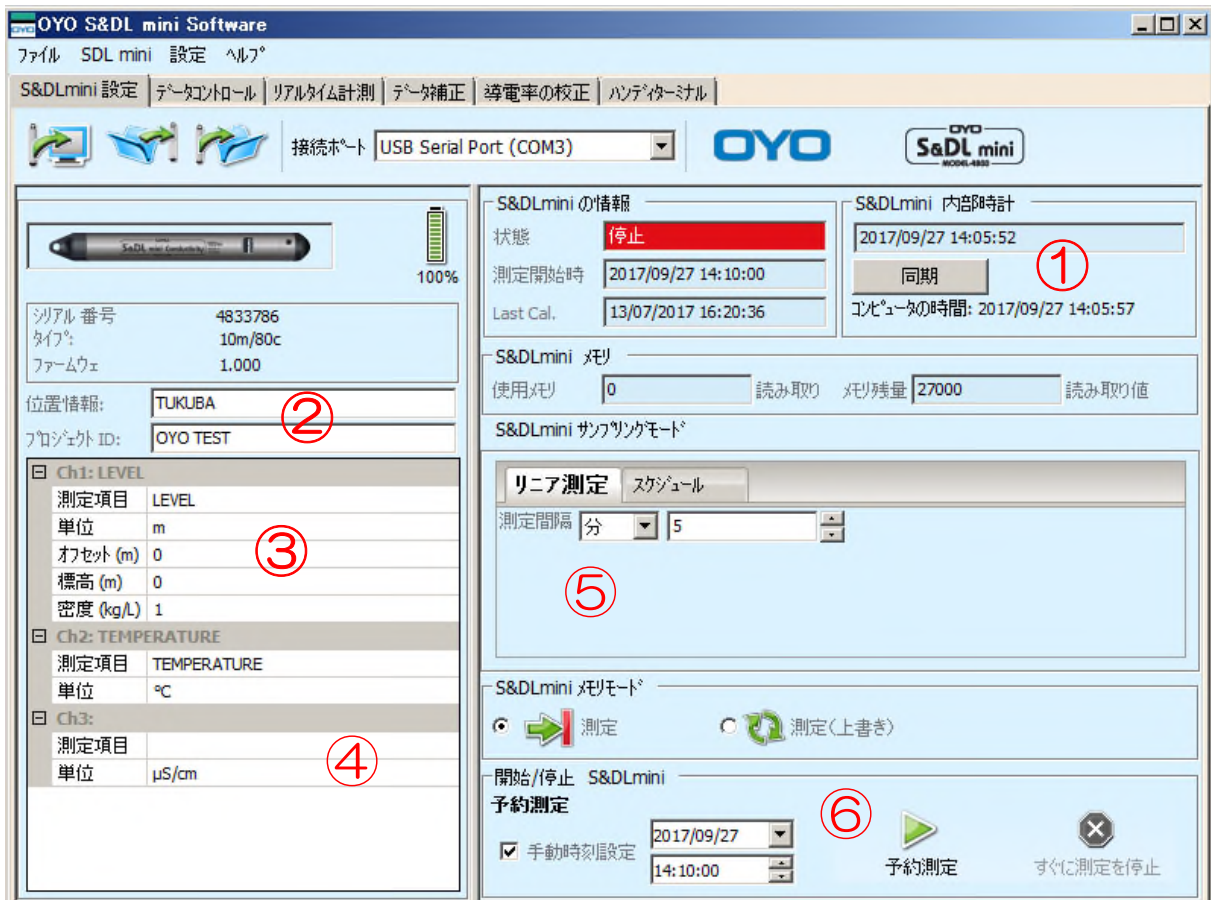 OYO S&DL mini Software
ファイル SDL mini 設定 ヘルプ
S&DLmini 設定 データコントロール リアルタイム計測 データ補正 導電率の校正 ハンディターミナル
接続ポート USB Serial Port (COM3) OYO OYO S&DL mini MODEL-4800
100%
シリアル 番号 4833786
タイプ: 10m/80c
ファームウェ 1.000
位置情報: TUKUBA
②
プロジェクト ID: OYO TEST
Ch1: LEVEL
測定項目 LEVEL
単位 m
オフセット (m) 0
③
標高 (m) 0
密度 (kg/L) 1
Ch2: TEMPERATURE
測定項目 TEMPERATURE
単位 °C
Ch3:
測定項目
④
単位 µS/cm
S&DLmini の情報
状態 停止
測定開始時 2017/09/27 14:10:00
Last Cal. 13/07/2017 16:20:36
S&DLmini 内部時計
2017/09/27 14:05:52
①
同期
コンピュータの時間: 2017/09/27 14:05:57
S&DLmini メモリ
使用メモリ 0 読み取り メモリ残量 27000 読み取り値
S&DLmini サンプリングモード
リニア測定 スケジュール
測定間隔 分 5
⑤
S&DLmini メモリモード
測定 測定(上書き)
開始/停止 S&DLmini
予約測定
⑥
手動時刻設定 2017/09/27
14:10:00
予約測定 すぐに測定を停止